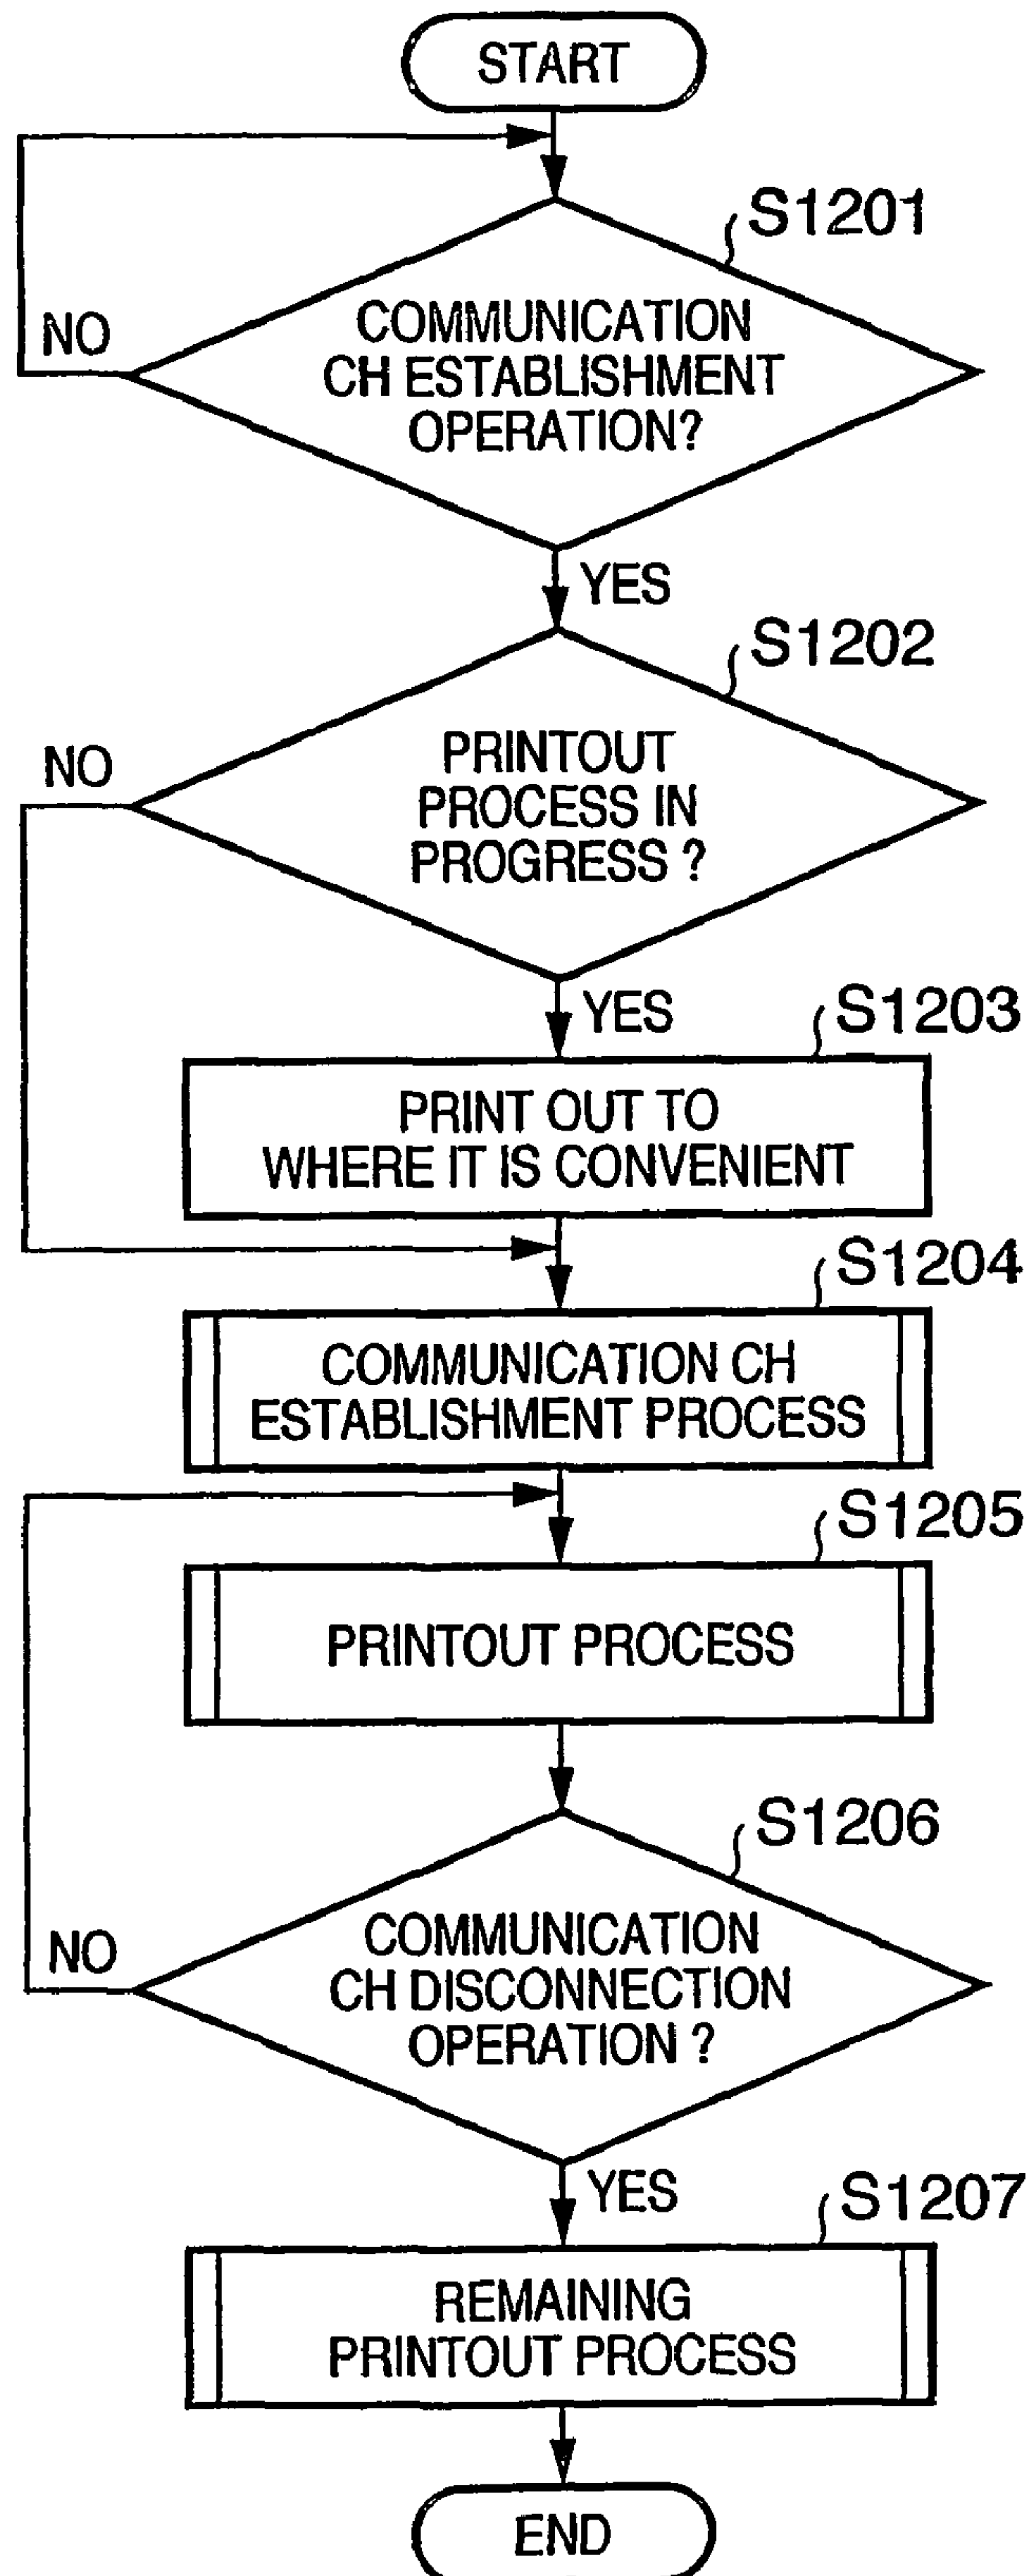 START
S1201
COMMUNICATION
CH ESTABLISHMENT
OPERATION?
NO
YES
S1202
PRINTOUT
PROCESS IN
PROGRESS ?
NO
YES
S1203
PRINT OUT TO
WHERE IT IS CONVENIENT
S1204
COMMUNICATION CH
ESTABLISHMENT PROCESS
S1205
PRINTOUT PROCESS
S1206
COMMUNICATION
CH DISCONNECTION
OPERATION ?
NO
YES
S1207
REMAINING
PRINTOUT PROCESS
END